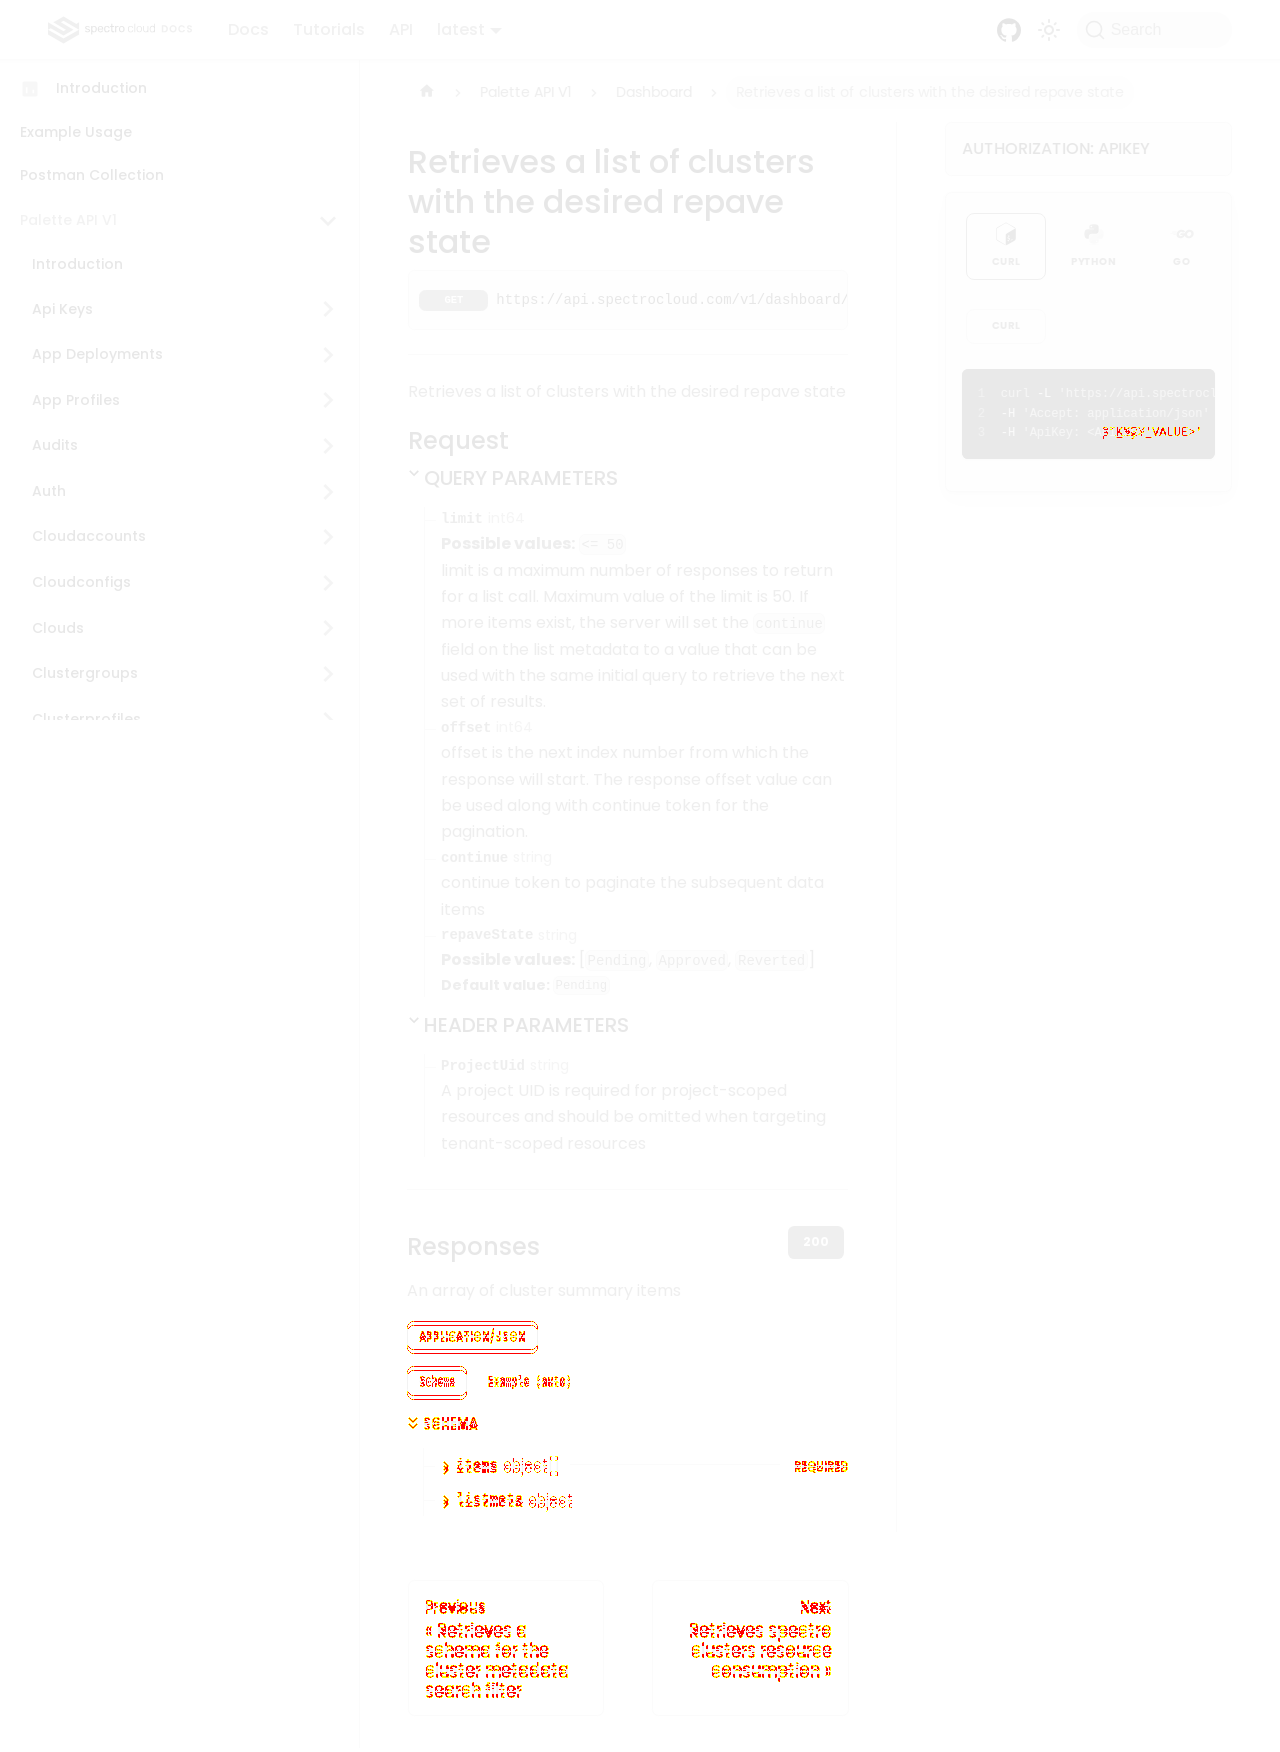 spectro cloud DOCS Docs Tutorials API latest Search
Introduction
Example Usage
Postman Collection
Palette API V1
Introduction
Api Keys
App Deployments
App Profiles
Audits
Auth
Cloudaccounts
Cloudconfigs
Clouds
Clustergroups
Clusterprofiles
Palette API V1 Dashboard Retrieves a list of clusters with the desired repave state
Retrieves a list of clusters
with the desired repave
state
GET https://api.spectrocloud.com/v1/dashboard/
Retrieves a list of clusters with the desired repave state
Request
QUERY PARAMETERS
limit int64
Possible values: <= 50
limit is a maximum number of responses to return
for a list call. Maximum value of the limit is 50. If
more items exist, the server will set the continue
field on the list metadata to a value that can be
used with the same initial query to retrieve the next
set of results.
offset int64
offset is the next index number from which the
response will start. The response offset value can
be used along with continue token for the
pagination.
continue string
continue token to paginate the subsequent data
items
repaveState string
Possible values: [Pending, Approved, Reverted]
Default value: Pending
HEADER PARAMETERS
ProjectUid string
A project UID is required for project-scoped
resources and should be omitted when targeting
tenant-scoped resources
Responses
200
An array of cluster summary items
APPLICATION/JSON
Schema Example (auto)
SCHEMA
items object[] REQUIRED
listmeta object
Previous
« Retrieves a
schema for the
cluster metadata
search filter
Next
Retrieves spectro
clusters resource
consumption »
AUTHORIZATION: APIKEY
CURL PYTHON GO
CURL
1 curl -L 'https://api.spectrocl
2 -H 'Accept: application/json'
3 -H 'ApiKey: VALUE>'